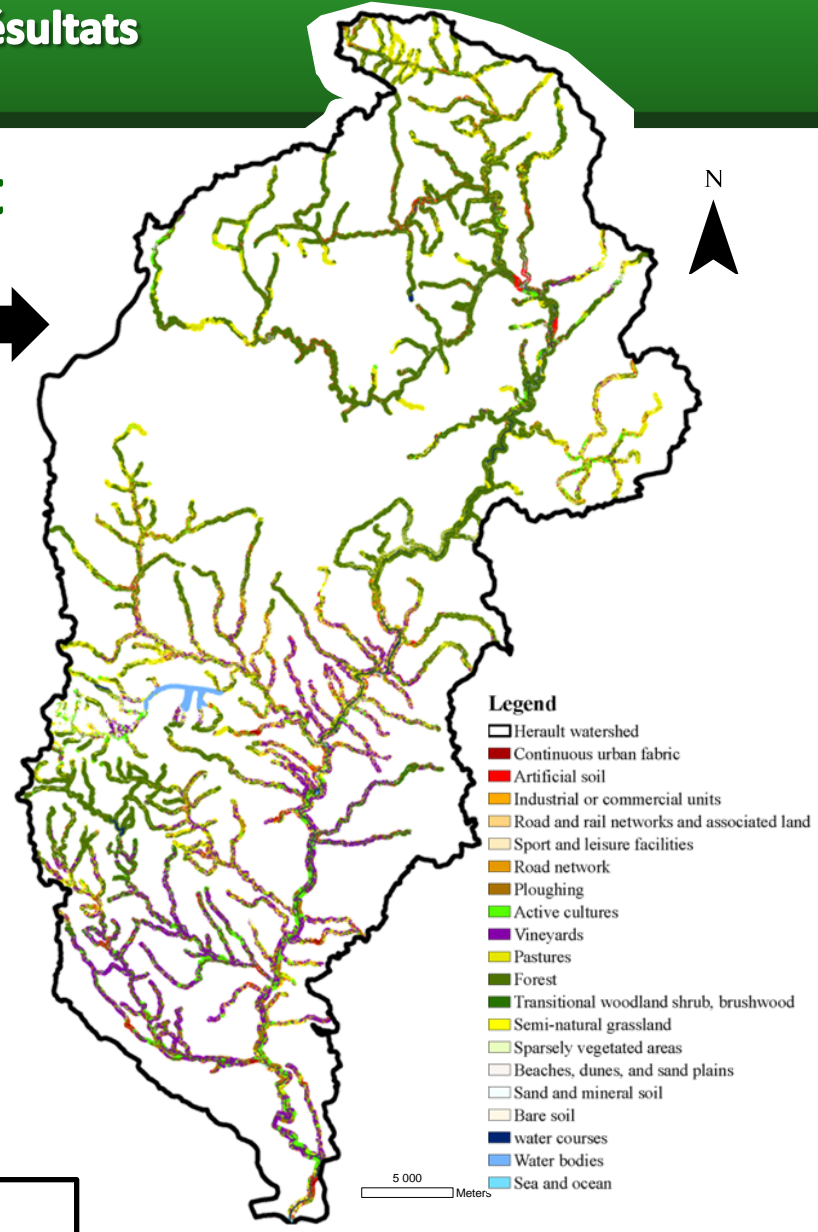 ésultats
:
N
Legend
Herault watershed
Continuous urban fabric
Artificial soil
Industrial or commercial units
Road and rail networks and associated land
Sport and leisure facilities
Road network
Ploughing
Active cultures
Vineyards
Pastures
Forest
Transitional woodland shrub, brushwood
Semi-natural grassland
Sparsely vegetated areas
Beaches, dunes, and sand plains
Sand and mineral soil
Bare soil
water courses
Water bodies
Sea and ocean
5 000
Meters